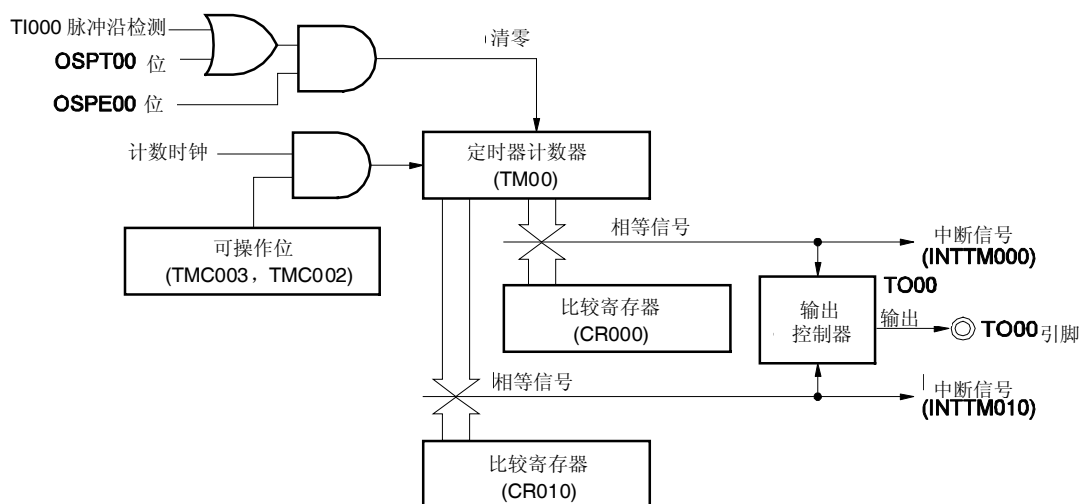 TI000 脉冲沿检测
OSPT00 位
OSPE00 位
清零
计数时钟
定时器计数器
(TM00)
可操作位
(TMC003，TMC002)
相等信号
中断信号
(INTTM000)
比较寄存器
(CR000)
TO00
输出
控制器
输出
TO00引脚
相等信号
中断信号
(INTTM010)
比较寄存器
(CR010)